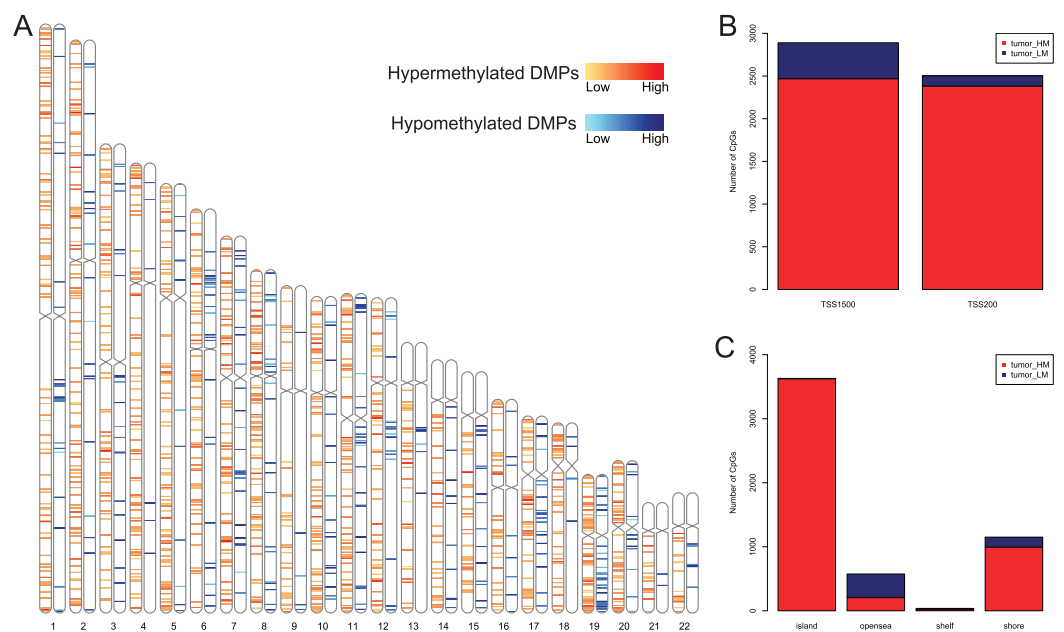 A
Hypermethylated DMPs
Low High
Hypomethylated DMPs
Low High
1 2 3 4 5 6 7 8 9 10 11 12 13 14 15 16 17 18 19 20 21 22
B
tumor_HM
tumor_LM
Number of CpGs
3000
2500
2000
1500
1000
500
0
TSS1500 TSS200
C
tumor_HM
tumor_LM
Number of CpGs
4000
3000
2000
1000
0
island opensea shelf shore